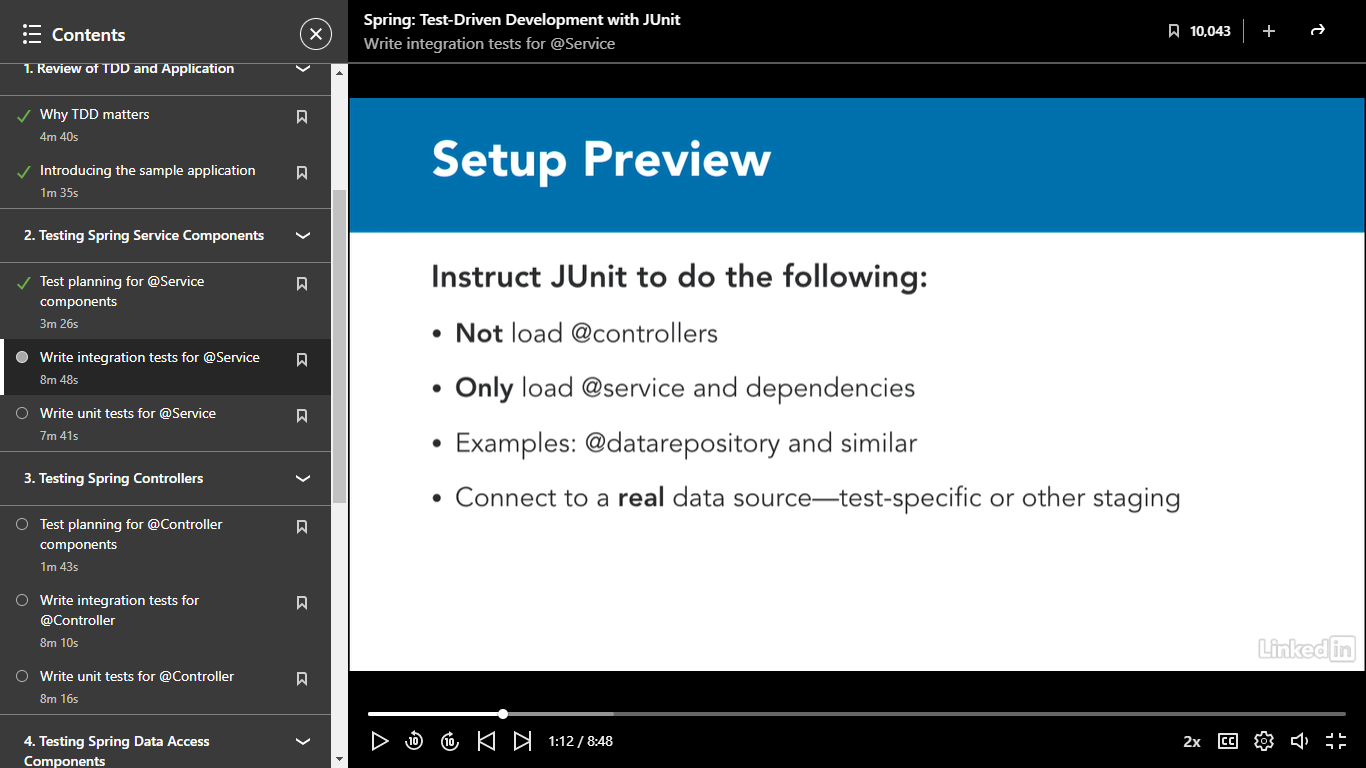 Contents
1. Review of TDD and Application
Why TDD matters
4m 40s
Introducing the sample application
1m 35s
2. Testing Spring Service Components
Test planning for @Service
components
3m 26s
Write integration tests for @Service
8m 48s
Write unit tests for @Service
7m 41s
3. Testing Spring Controllers
Test planning for @Controller
components
1m 43s
Write integration tests for
@Controller
8m 10s
Write unit tests for @Controller
8m 16s
4. Testing Spring Data Access
Components
Spring: Test-Driven Development with JUnit
Write integration tests for @Service
10,043
Setup Preview
Instruct JUnit to do the following:
• Not load @controllers
• Only load @service and dependencies
• Examples: @datarepository and similar
• Connect to a real data source—test-specific or other staging
Linked in
10 10 1:12 / 8:48 2x CC